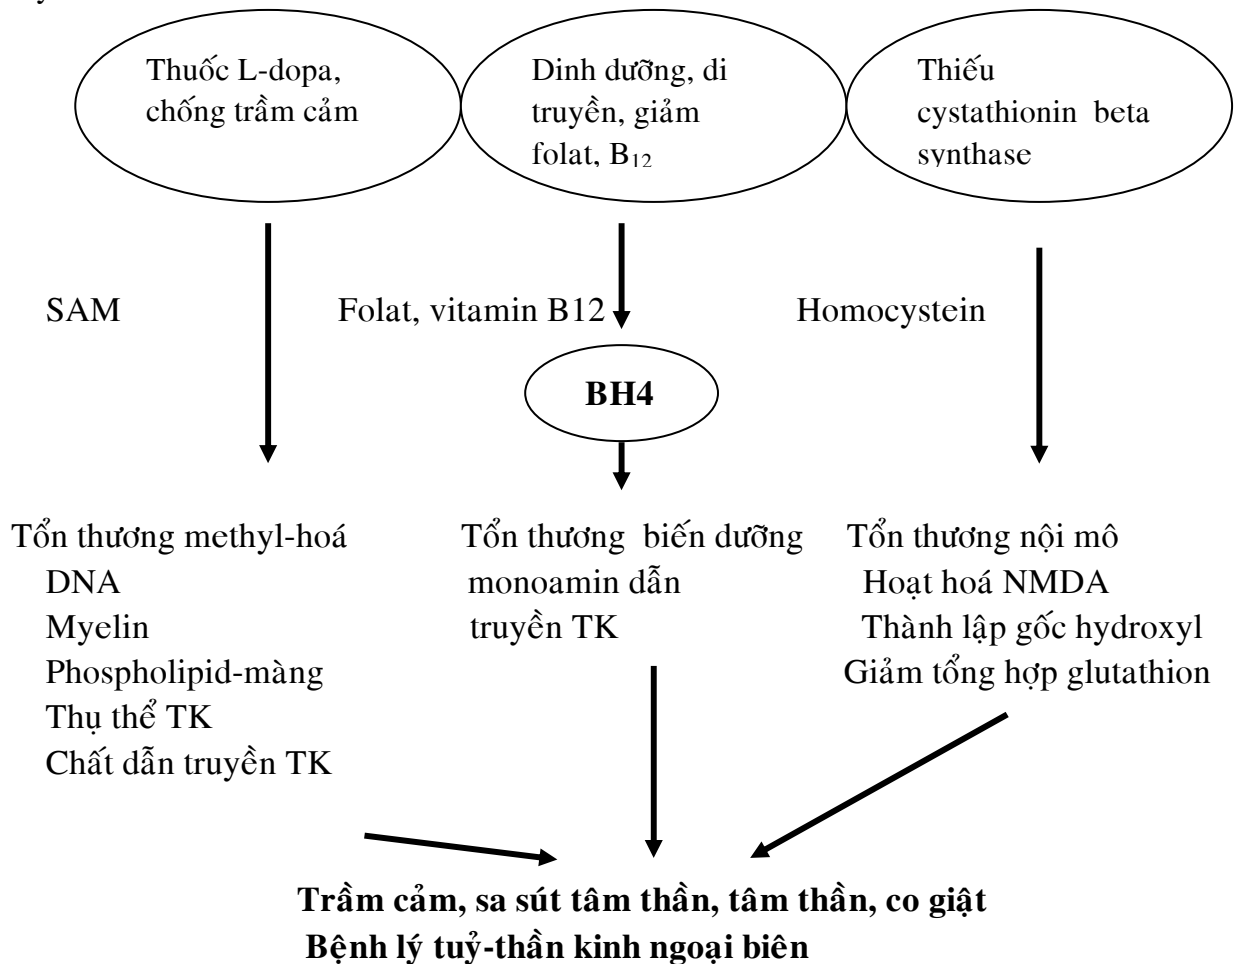 Thuốc L-dopa,
chống trầm cảm
Dinh dưỡng, di
truyền, giảm
folat, B₁₂
Thiếu
cystathionin beta
synthase
SAM
Folat, vitamin B12
Homocystein
BH4
Tổn thương methyl-hoá
DNA
Myelin
Phospholipid-màng
Thụ thể TK
Chất dẫn truyền TK
Tổn thương biến dưỡng
monoamin dẫn
truyền TK
Tổn thương nội mô
Hoạt hoá NMDA
Thành lập gốc hydroxyl
Giảm tổng hợp glutathion
Trầm cảm, sa sút tâm thần, tâm thần, co giật
Bệnh lý tuỷ-thần kinh ngoại biên